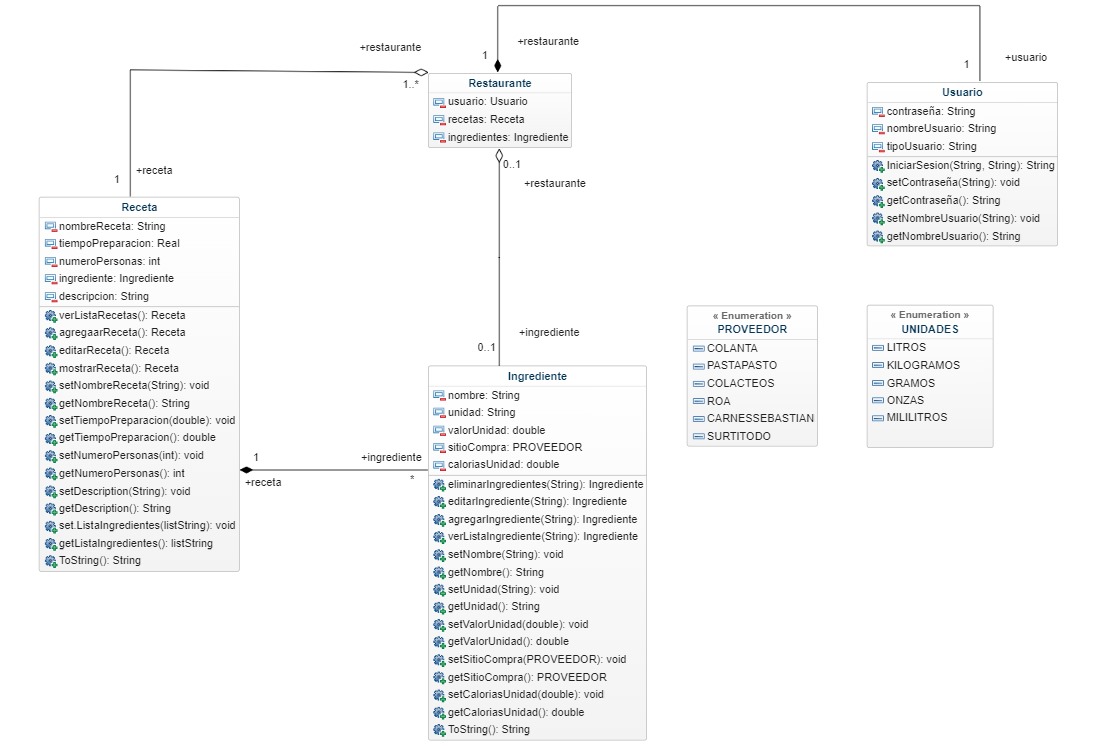 +restaurante
1..*
+receta
1
+restaurante
1
+usuario
1
Restaurante
usuario: Usuario
recetas: Receta
ingredientes: Ingrediente
0..1
+restaurante
+ingrediente
0..1
Usuario
contraseña: String
nombreUsuario: String
tipoUsuario: String
IniciarSesion(String, String): String
setContraseña(String): void
getContraseña(): String
setNombreUsuario(String): void
getNombreUsuario(): String
Receta
nombreReceta: String
tiempoPreparacion: Real
numeroPersonas: int
ingrediente: Ingrediente
descripcion: String
verListaRecetas(): Receta
agregaarReceta(): Receta
editarReceta(): Receta
mostrarReceta(): Receta
setNombreReceta(String): void
getNombreReceta(): String
setTiempoPreparacion(double): void
getTiempoPreparacion(): double
setNumeroPersonas(int): void
getNumeroPersonas(): int
setDescription(String): void
getDescription(): String
set.ListaIngredientes(listString): void
getListaIngredientes(): listString
ToString(): String
1
+receta
+ingrediente
*
Ingrediente
nombre: String
unidad: String
valorUnidad: double
sitioCompra: PROVEEDOR
caloriasUnidad: double
eliminarIngredientes(String): Ingrediente
editarIngrediente(String): Ingrediente
agregarIngrediente(String): Ingrediente
verListaIngrediente(String): Ingrediente
setNombre(String): void
getNombre(): String
setUnidad(String): void
getUnidad(): String
setValorUnidad(double): void
getValorUnidad(): double
setSitioCompra(PROVEEDOR): void
getSitioCompra(): PROVEEDOR
setCaloriasUnidad(double): void
getCaloriasUnidad(): double
ToString(): String
« Enumeration »
PROVEEDOR
COLANTA
PASTAPASTO
COLACTEOS
ROA
CARNESSEBASTIAN
SURTITODO
« Enumeration »
UNIDADES
LITROS
KILOGRAMOS
GRAMOS
ONZAS
MILILITROS